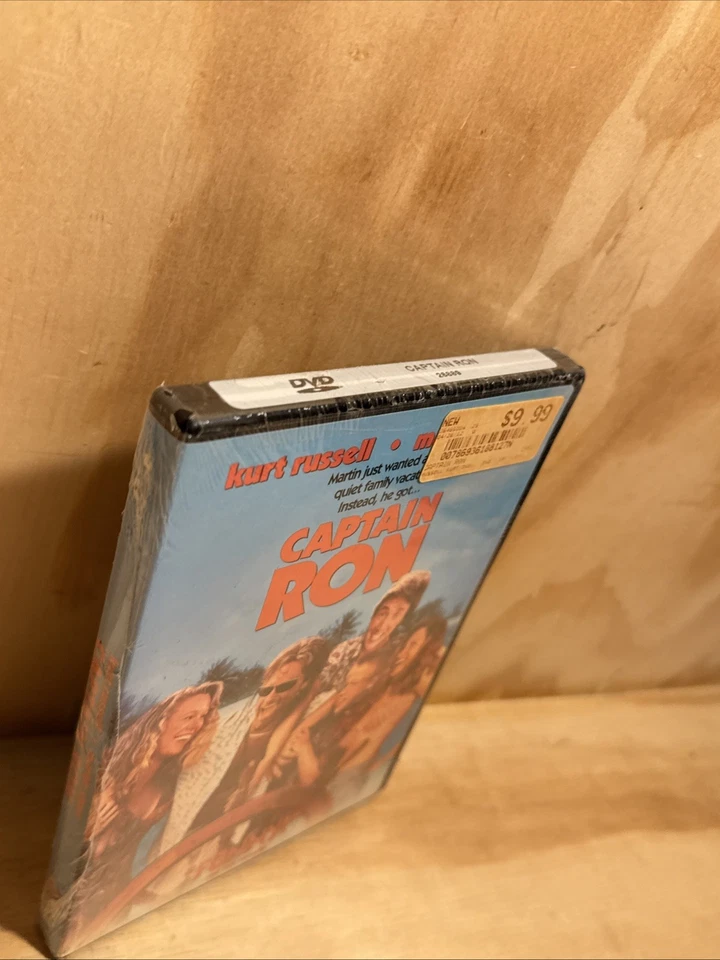 DVD
CAPTAIN RON
26889
NEW
$9.99
kurt russell • m
Martin just wanted a
quiet family vacat
Instead, he got...
CAPTAIN
RON